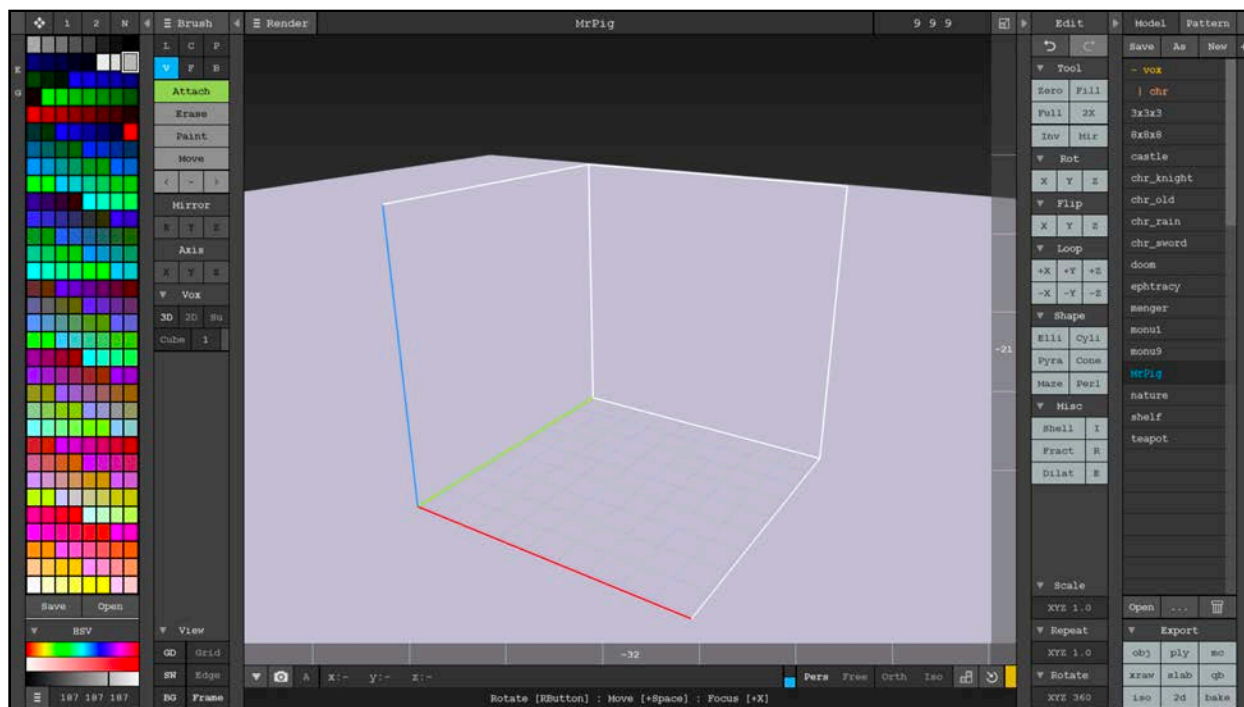 1 2 N Brush Render MrPig 9 9 9 Edit Model Pattern
L C P
Save As New
K
V F B
Tool
- vox
G
Attach
Zero Fill
| chr
Erase
Full 2X
3x3x3
Paint
Inv Mir
8x8x8
Move
Rot
castle
< - >
X Y Z
chr_knight
Mirror
Flip
chr_old
X Y Z
X Y Z
chr_rain
Axis
Loop
chr_sword
X Y Z
+X +Y +Z
doom
Vox
-X -Y -Z
ephtracy
3D 2D Su
Shape
menger
Cube 1
Elli Cyli
monu1
-21
Pyra Cone
monu9
Maze Perl
MrPig
Misc
nature
Shell I
shelf
Fract R
teapot
Dilat E
Scale
Save Open
XYZ 1.0
Open ...
HSV
View
-32
Repeat
Export
GD Grid
XYZ 1.0
obj ply mc
SW Edge
A x:- y:- z:- Pers Free Orth Iso
Rotate
xraw slab qb
187 187 187
BG Frame
Rotate [RButton] : Move [+Space] : Focus [+X]
XYZ 360
iso 2d bake